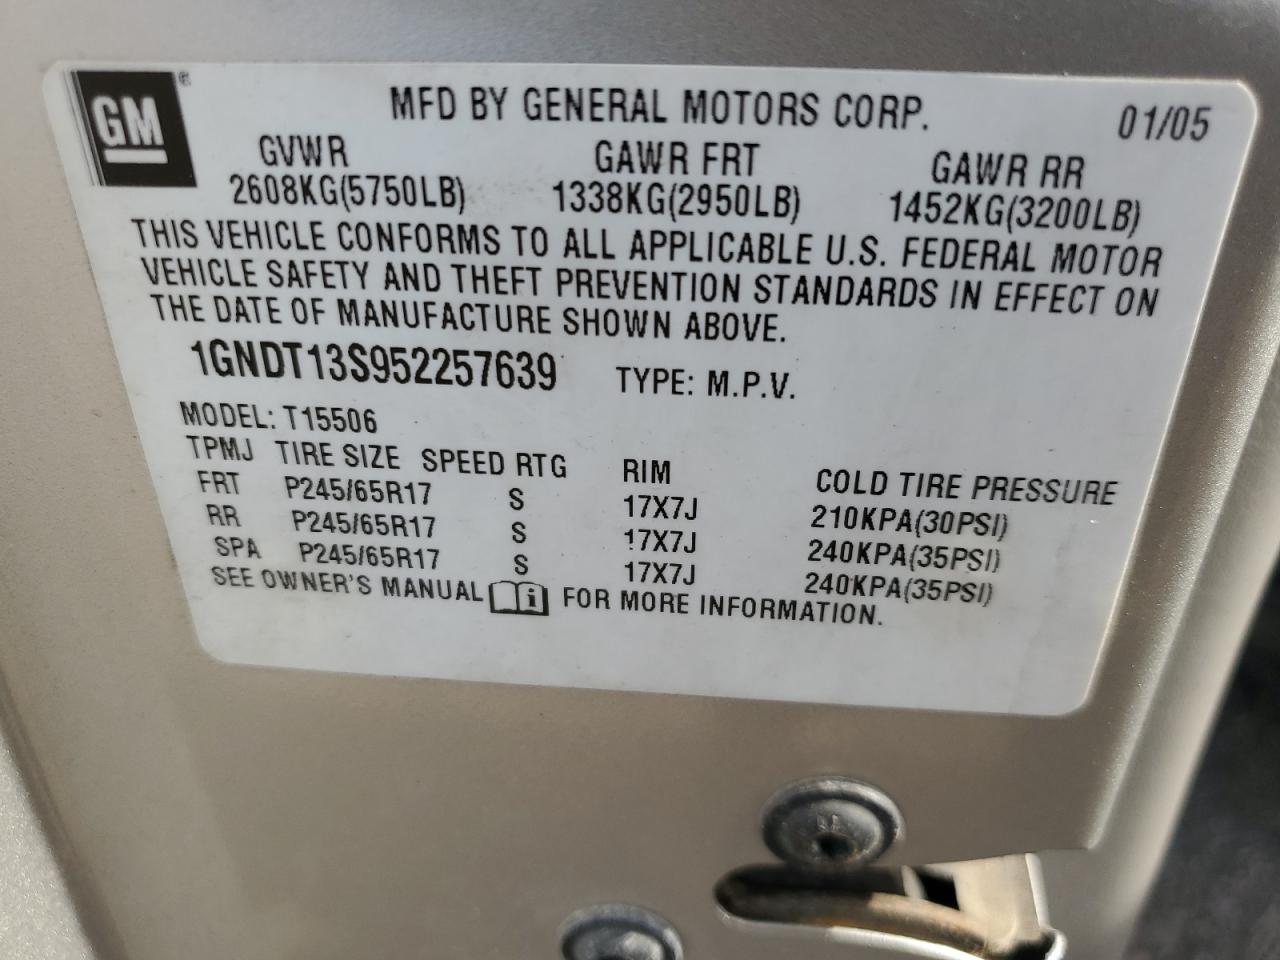 GM ®
MFD BY GENERAL MOTORS CORP. 01/05
GVWR GAWR FRT GAWR RR
2608KG(5750LB) 1338KG(2950LB) 1452KG(3200LB)
THIS VEHICLE CONFORMS TO ALL APPLICABLE U.S. FEDERAL MOTOR
VEHICLE SAFETY AND THEFT PREVENTION STANDARDS IN EFFECT ON
THE DATE OF MANUFACTURE SHOWN ABOVE.
1GNDT13S952257639 TYPE: M.P.V.
MODEL: T15506
TPMJ TIRE SIZE SPEED RTG RIM COLD TIRE PRESSURE
FRT P245/65R17 S 17X7J 210KPA(30PSI)
RR P245/65R17 S 17X7J 240KPA(35PSI)
SPA P245/65R17 S 17X7J 240KPA(35PSI)
SEE OWNER'S MANUAL i FOR MORE INFORMATION.